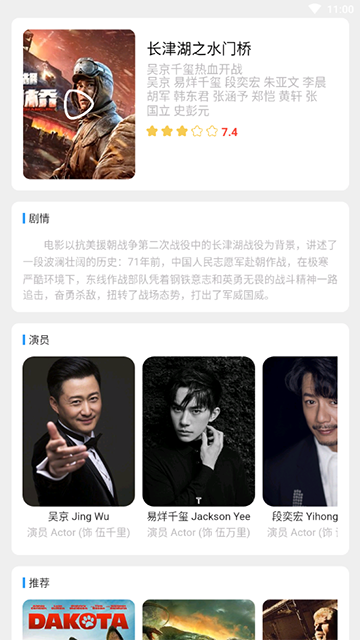 11:00
长津湖之水门桥
吴京千玺热血开战
吴京 易烊千玺 段奕宏 朱亚文 李晨
胡军 韩东君 张涵予 郑恺 黄轩 张
国立 史彭元
7.4
桥
剧情
电影以抗美援朝战争第二次战役中的长津湖战役为背景，讲述了
一段波澜壮阔的历史：71年前，中国人民志愿军赴朝作战，在极寒
严酷环境下，东线作战部队凭着钢铁意志和英勇无畏的战斗精神一路
追击，奋勇杀敌，扭转了战场态势，打出了军威国威。
演员
吴京 Jing Wu
演员 Actor (饰 伍千里)
易烊千玺 Jackson Yee
演员 Actor (饰 伍万里)
段奕宏 Yihong
演员 Actor (饰
推荐
DAKOTA